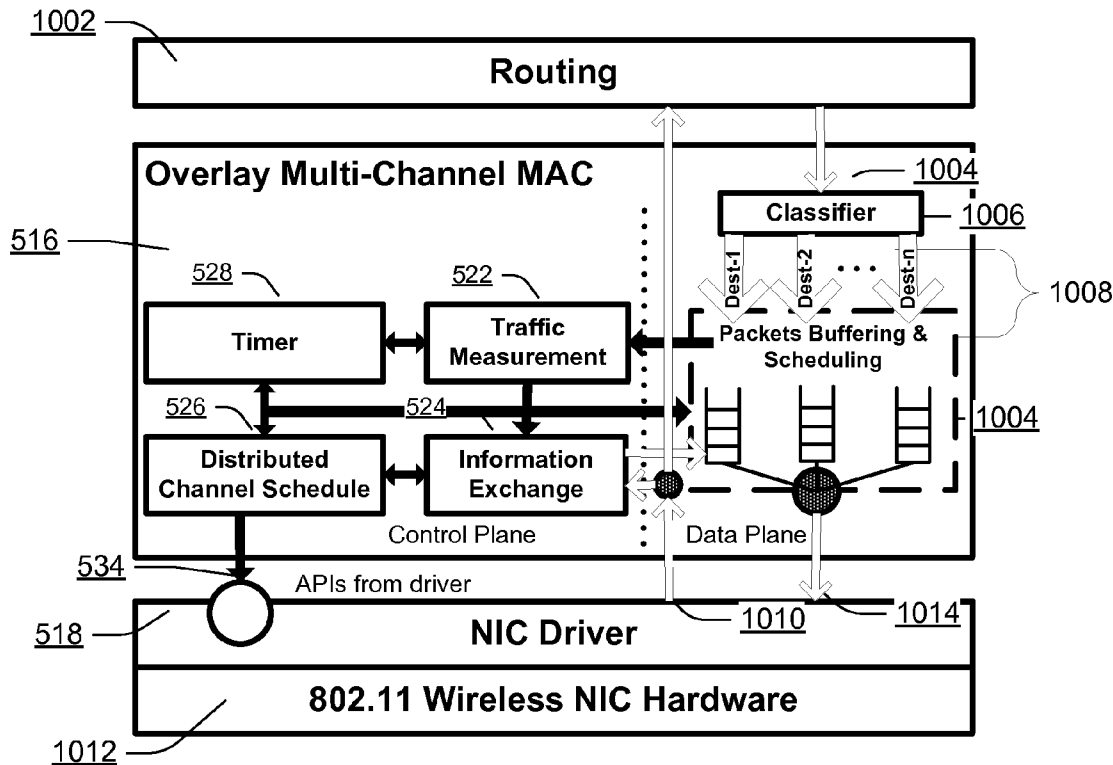 1002
Routing
Overlay Multi-Channel MAC
1004
Classifier
1006
516
528
522
Dest-1
Dest-2
Dest-n
1008
Timer
Traffic
Measurement
Packets Buffering &
Scheduling
526
524
1004
Distributed
Channel Schedule
Information
Exchange
Control Plane
Data Plane
534
APIs from driver
1010
1014
518
NIC Driver
802.11 Wireless NIC Hardware
1012